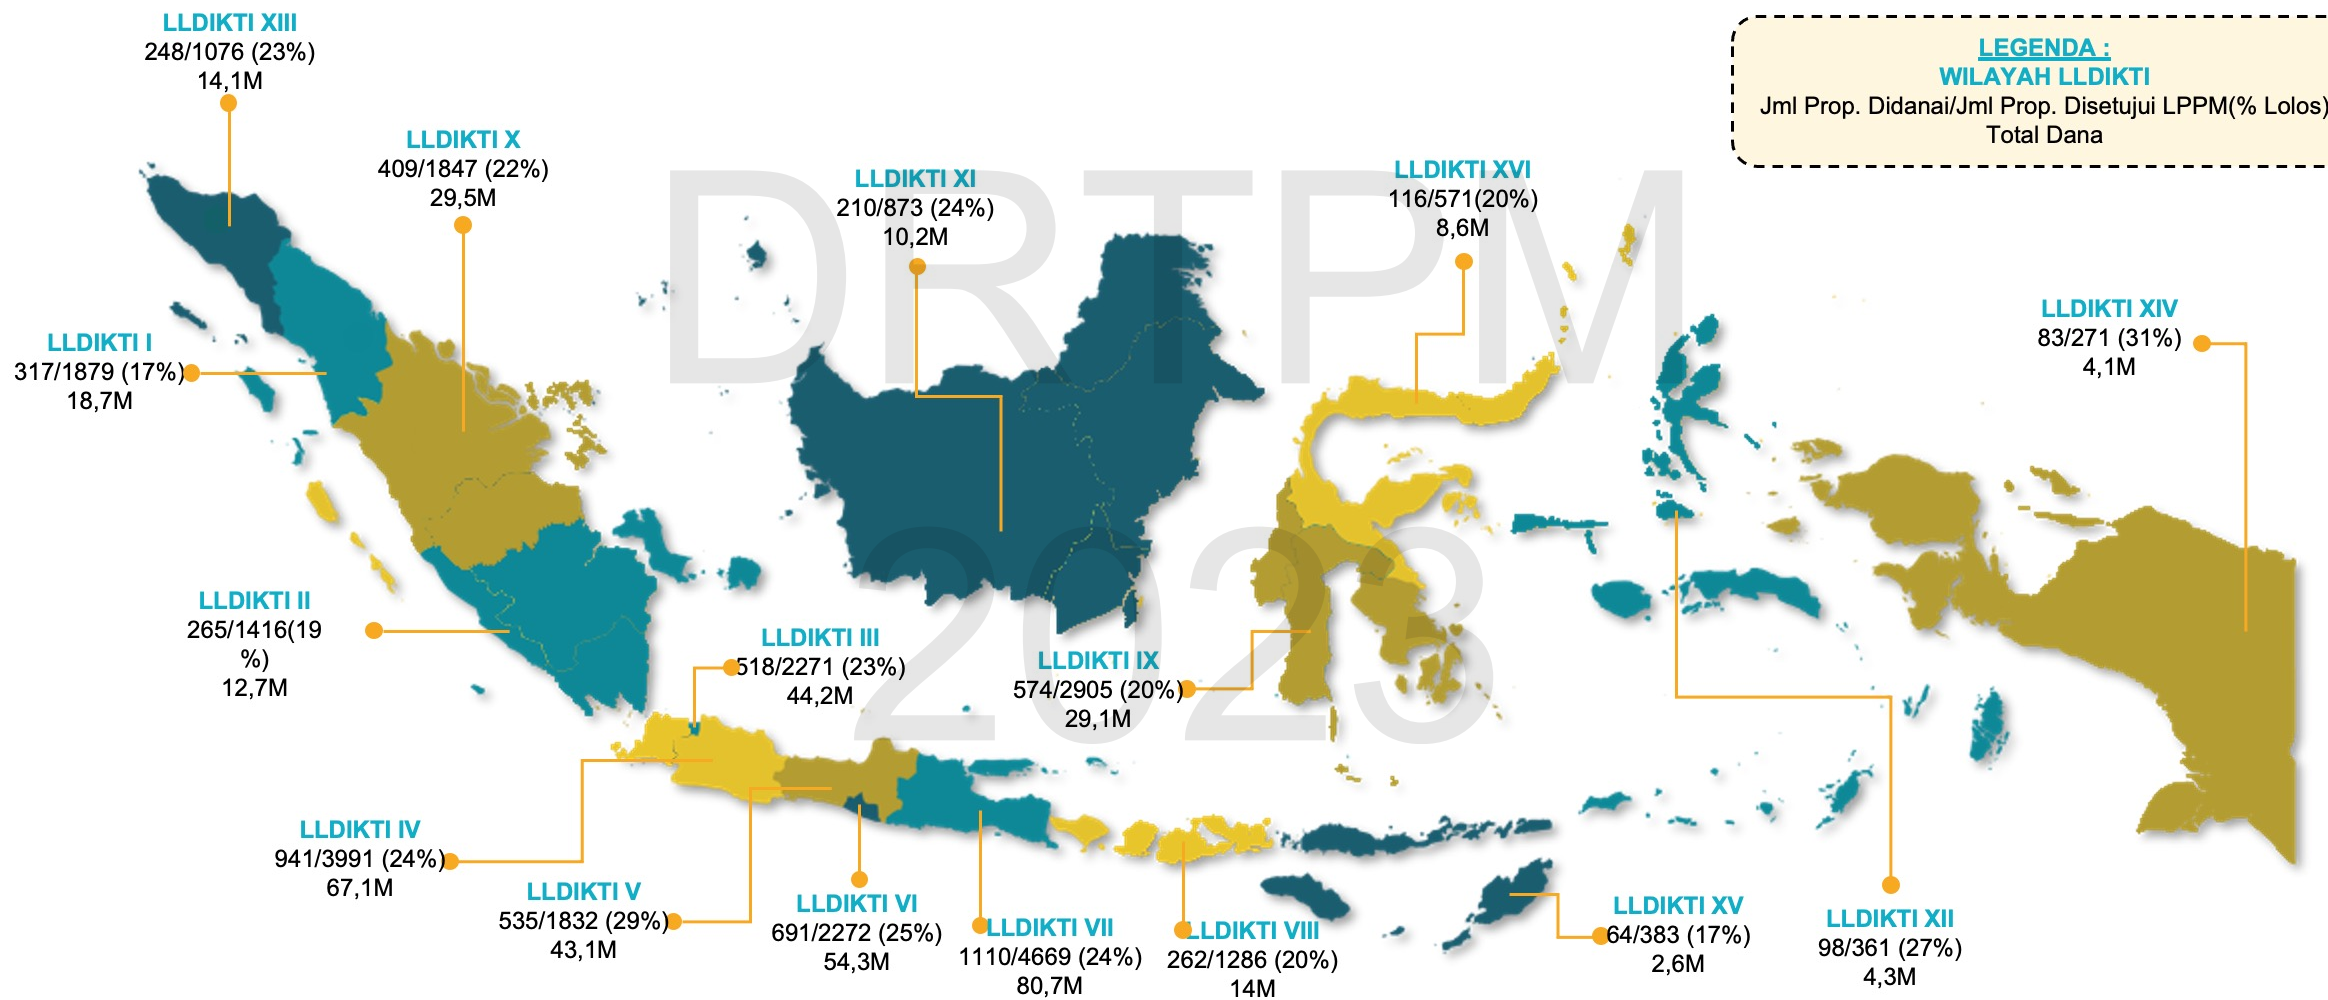 LLDIKTI XIII
248/1076 (23%)
14,1M
LEGENDA :
WILAYAH LLDIKTI
Jml Prop. Didanai/Jml Prop. Disetujui LPPM(% Lolos)
Total Dana
LLDIKTI X
409/1847 (22%)
29,5M
LLDIKTI XI
210/873 (24%)
10,2M
LLDIKTI XVI
116/571(20%)
8,6M
DRTPM
2023
LLDIKTI XIV
83/271 (31%)
4,1M
LLDIKTI I
317/1879 (17%)
18,7M
LLDIKTI II
265/1416(19
%)
12,7M
LLDIKTI III
518/2271 (23%)
44,2M
LLDIKTI IX
574/2905 (20%)
29,1M
LLDIKTI IV
941/3991 (24%)
67,1M
LLDIKTI V
535/1832 (29%)
43,1M
LLDIKTI VI
691/2272 (25%)
54,3M
LLDIKTI VII
1110/4669 (24%)
80,7M
LLDIKTI VIII
262/1286 (20%)
14M
LLDIKTI XV
64/383 (17%)
2,6M
LLDIKTI XII
98/361 (27%)
4,3M